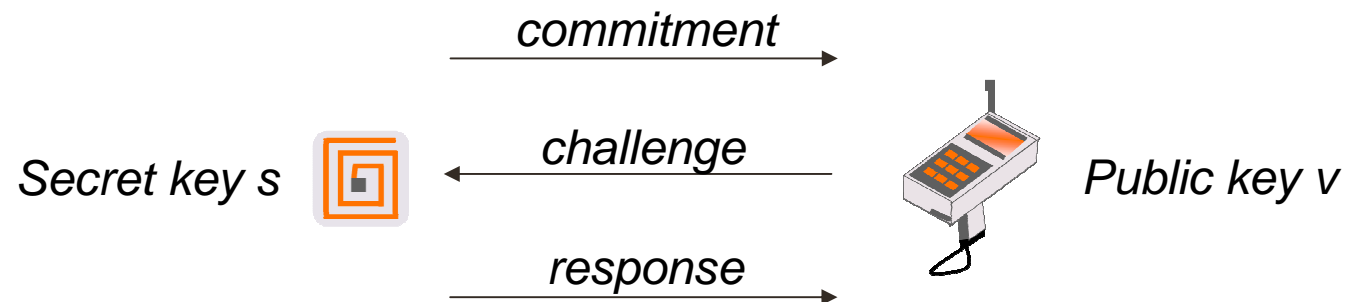 commitment
Secret key s
challenge
Public key v
response